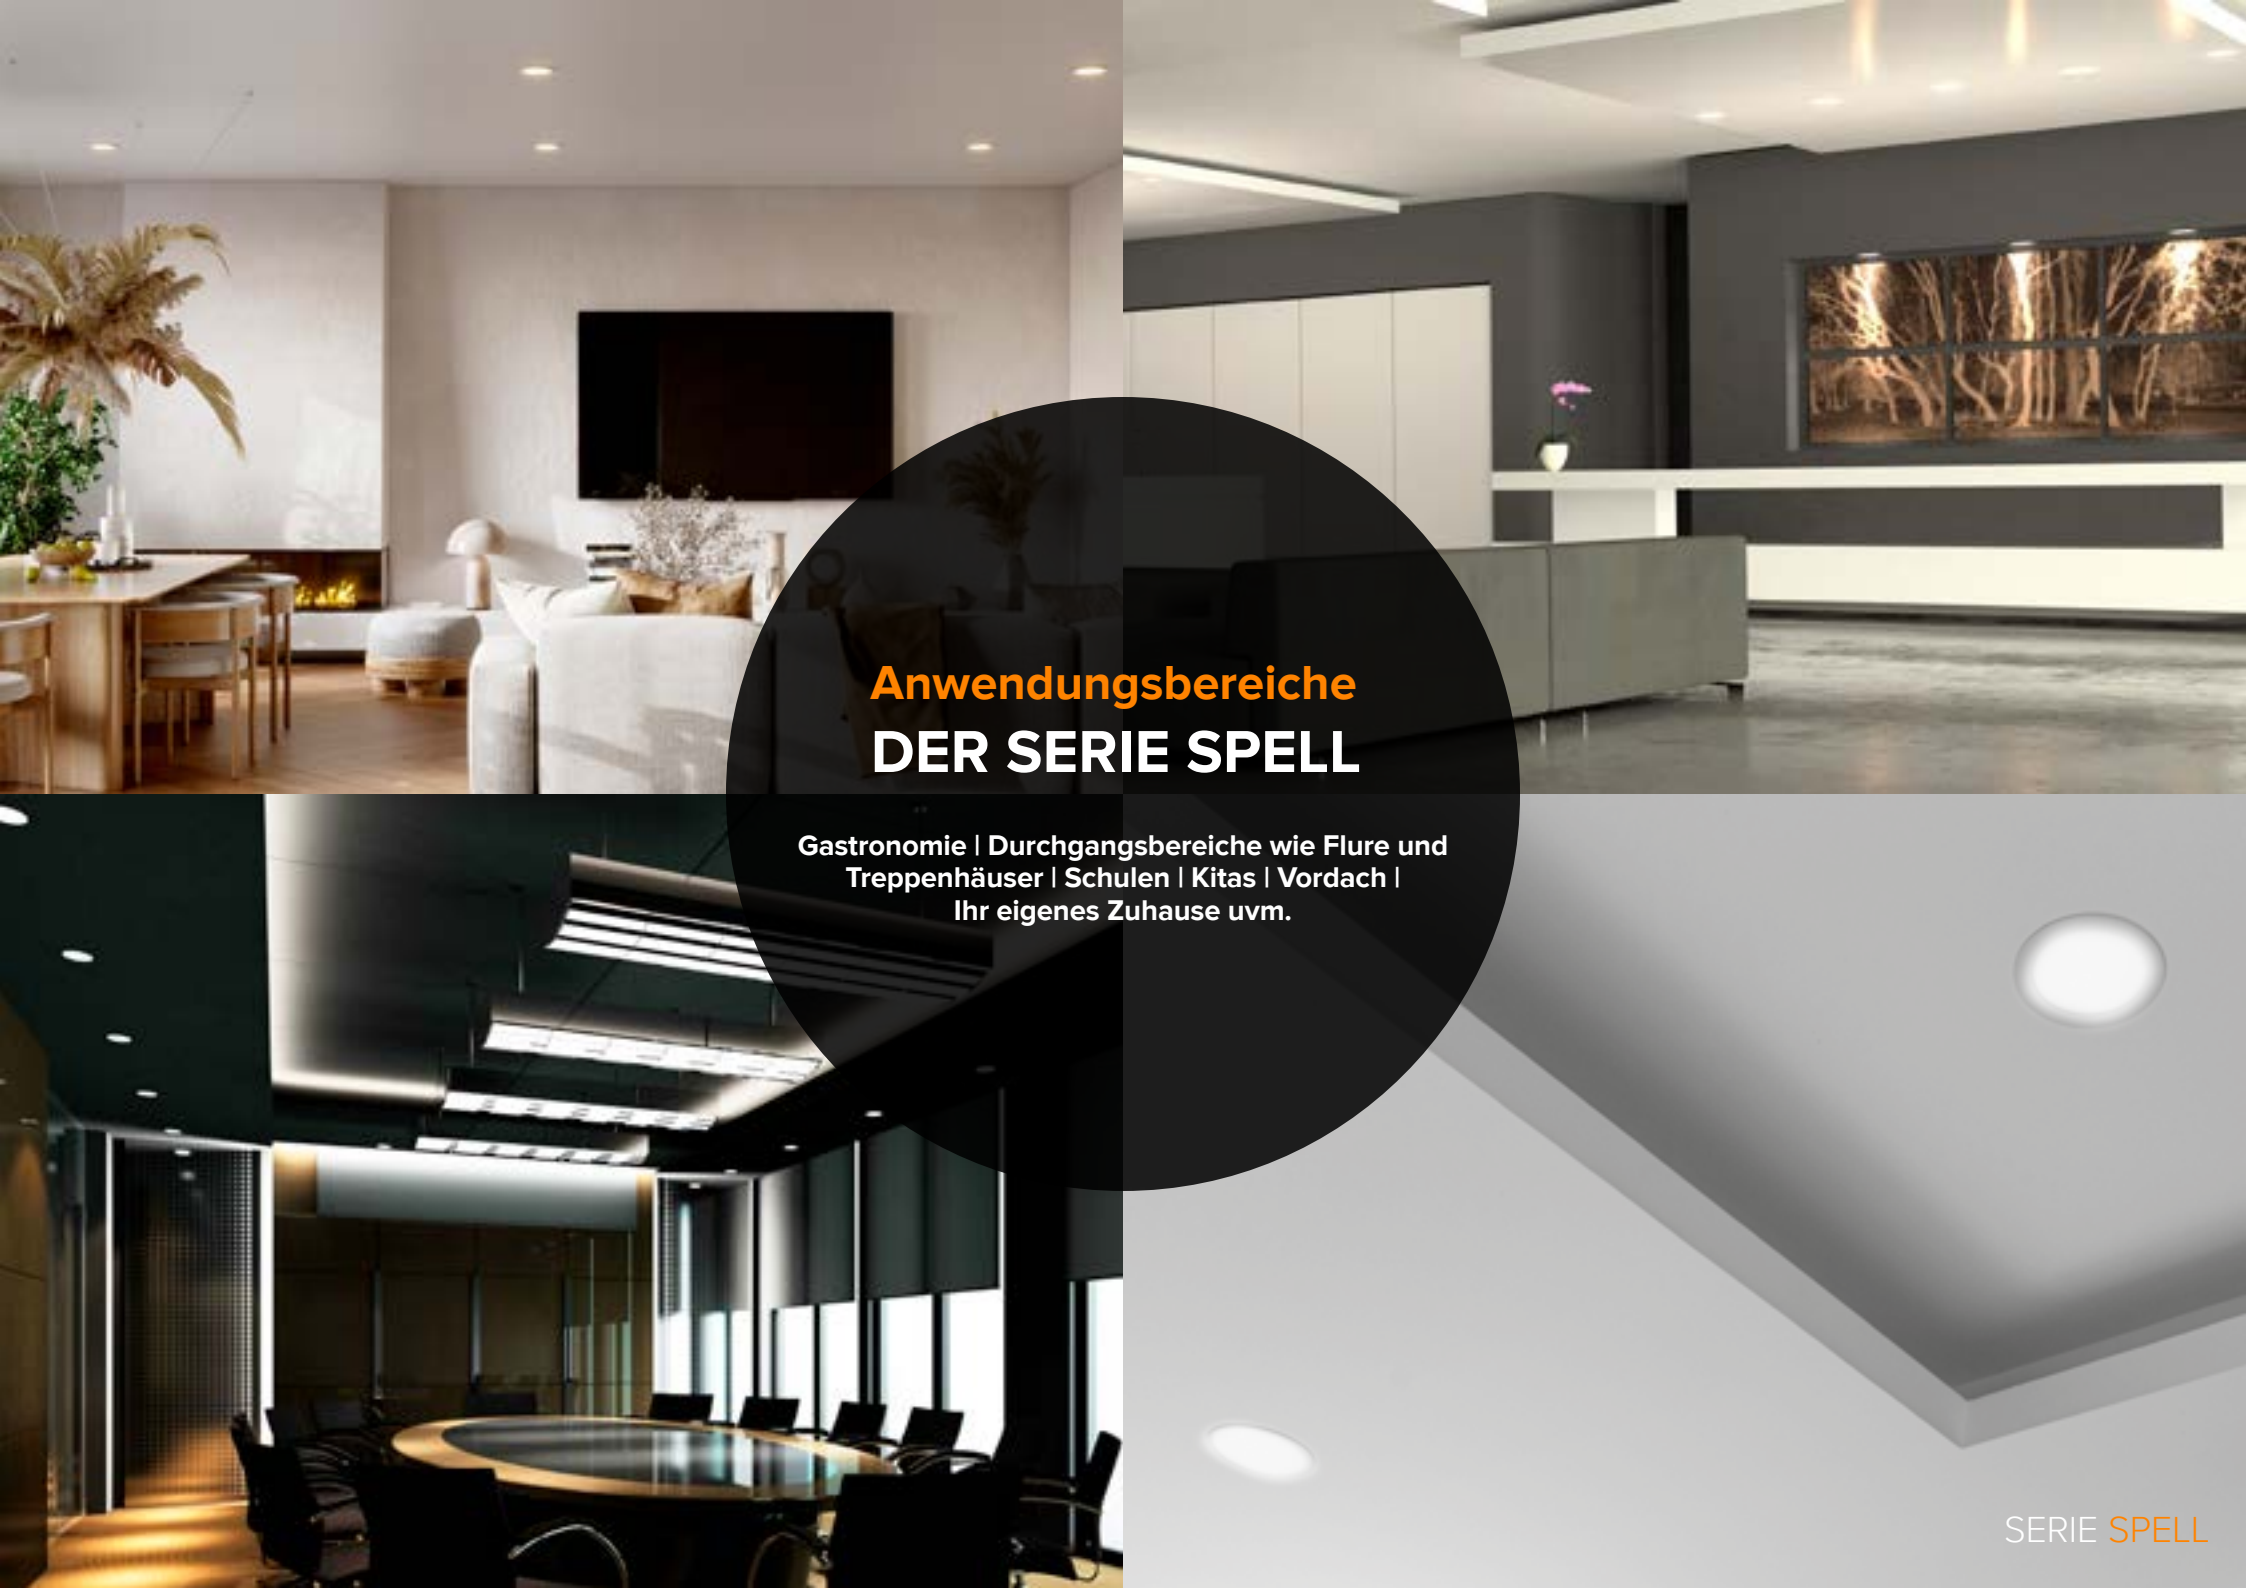 Anwendungsbereiche
DER SERIE SPELL
Gastronomie | Durchgangsbereiche wie Flure und
Treppenhäuser | Schulen | Kitas | Vordach |
Ihr eigenes Zuhause uvm.
SERIE SPELL